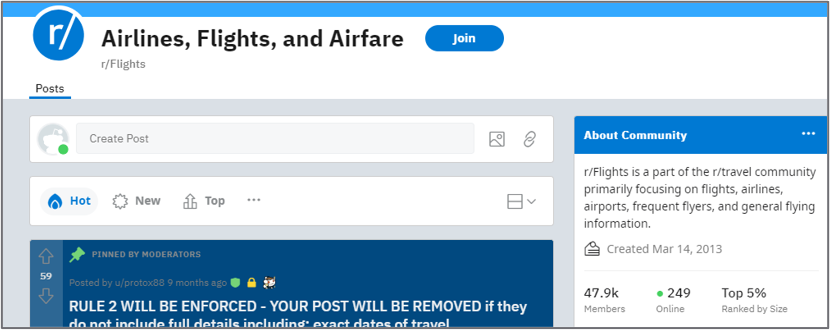 r/
Airlines, Flights, and Airfare
Join
r/Flights
Posts
Create Post
Hot
New
Top
PINNED BY MODERATORS
59
Posted by u/protox88 9 months ago
RULE 2 WILL BE ENFORCED - YOUR POST WILL BE REMOVED if they
do not include full details including: exact dates of travel
About Community
r/Flights is a part of the r/travel community
primarily focusing on flights, airlines,
airports, frequent flyers, and general flying
information.
Created Mar 14, 2013
47.9k
249
Top 5%
Members
Online
Ranked by Size